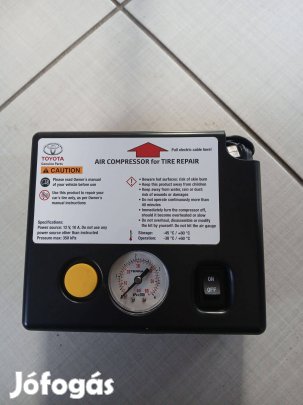 Pull electric cable here!
TOYOTA
Genuine Parts
AIR COMPRESSOR for TIRE REPAIR
CAUTION
Please read Owner's manual
of your vehicle before use
Use this product to repair your
car's tire only, as per Owner's
manual instructions
• Beware hot surfaces: risk of skin burn
• Keep this product away from children
• Keep away from water, rain or dust
risk of wounds or damages
• Do not operate continuously more than
40 minutes
• Immediately turn the compressor off,
should it become overheated or slow
• Do not overhaul, disassemble or modify
the kit by yourself. Do not hit the air gauge
Specifications:
Power source: 12 V, 10 A. Do not use any
power source other than instructed
Pressure max: 350 kPa
Storage: -45 °C / +90 °C
Operation: -30 °C / +60 °C
ON
OFF
Jófogás